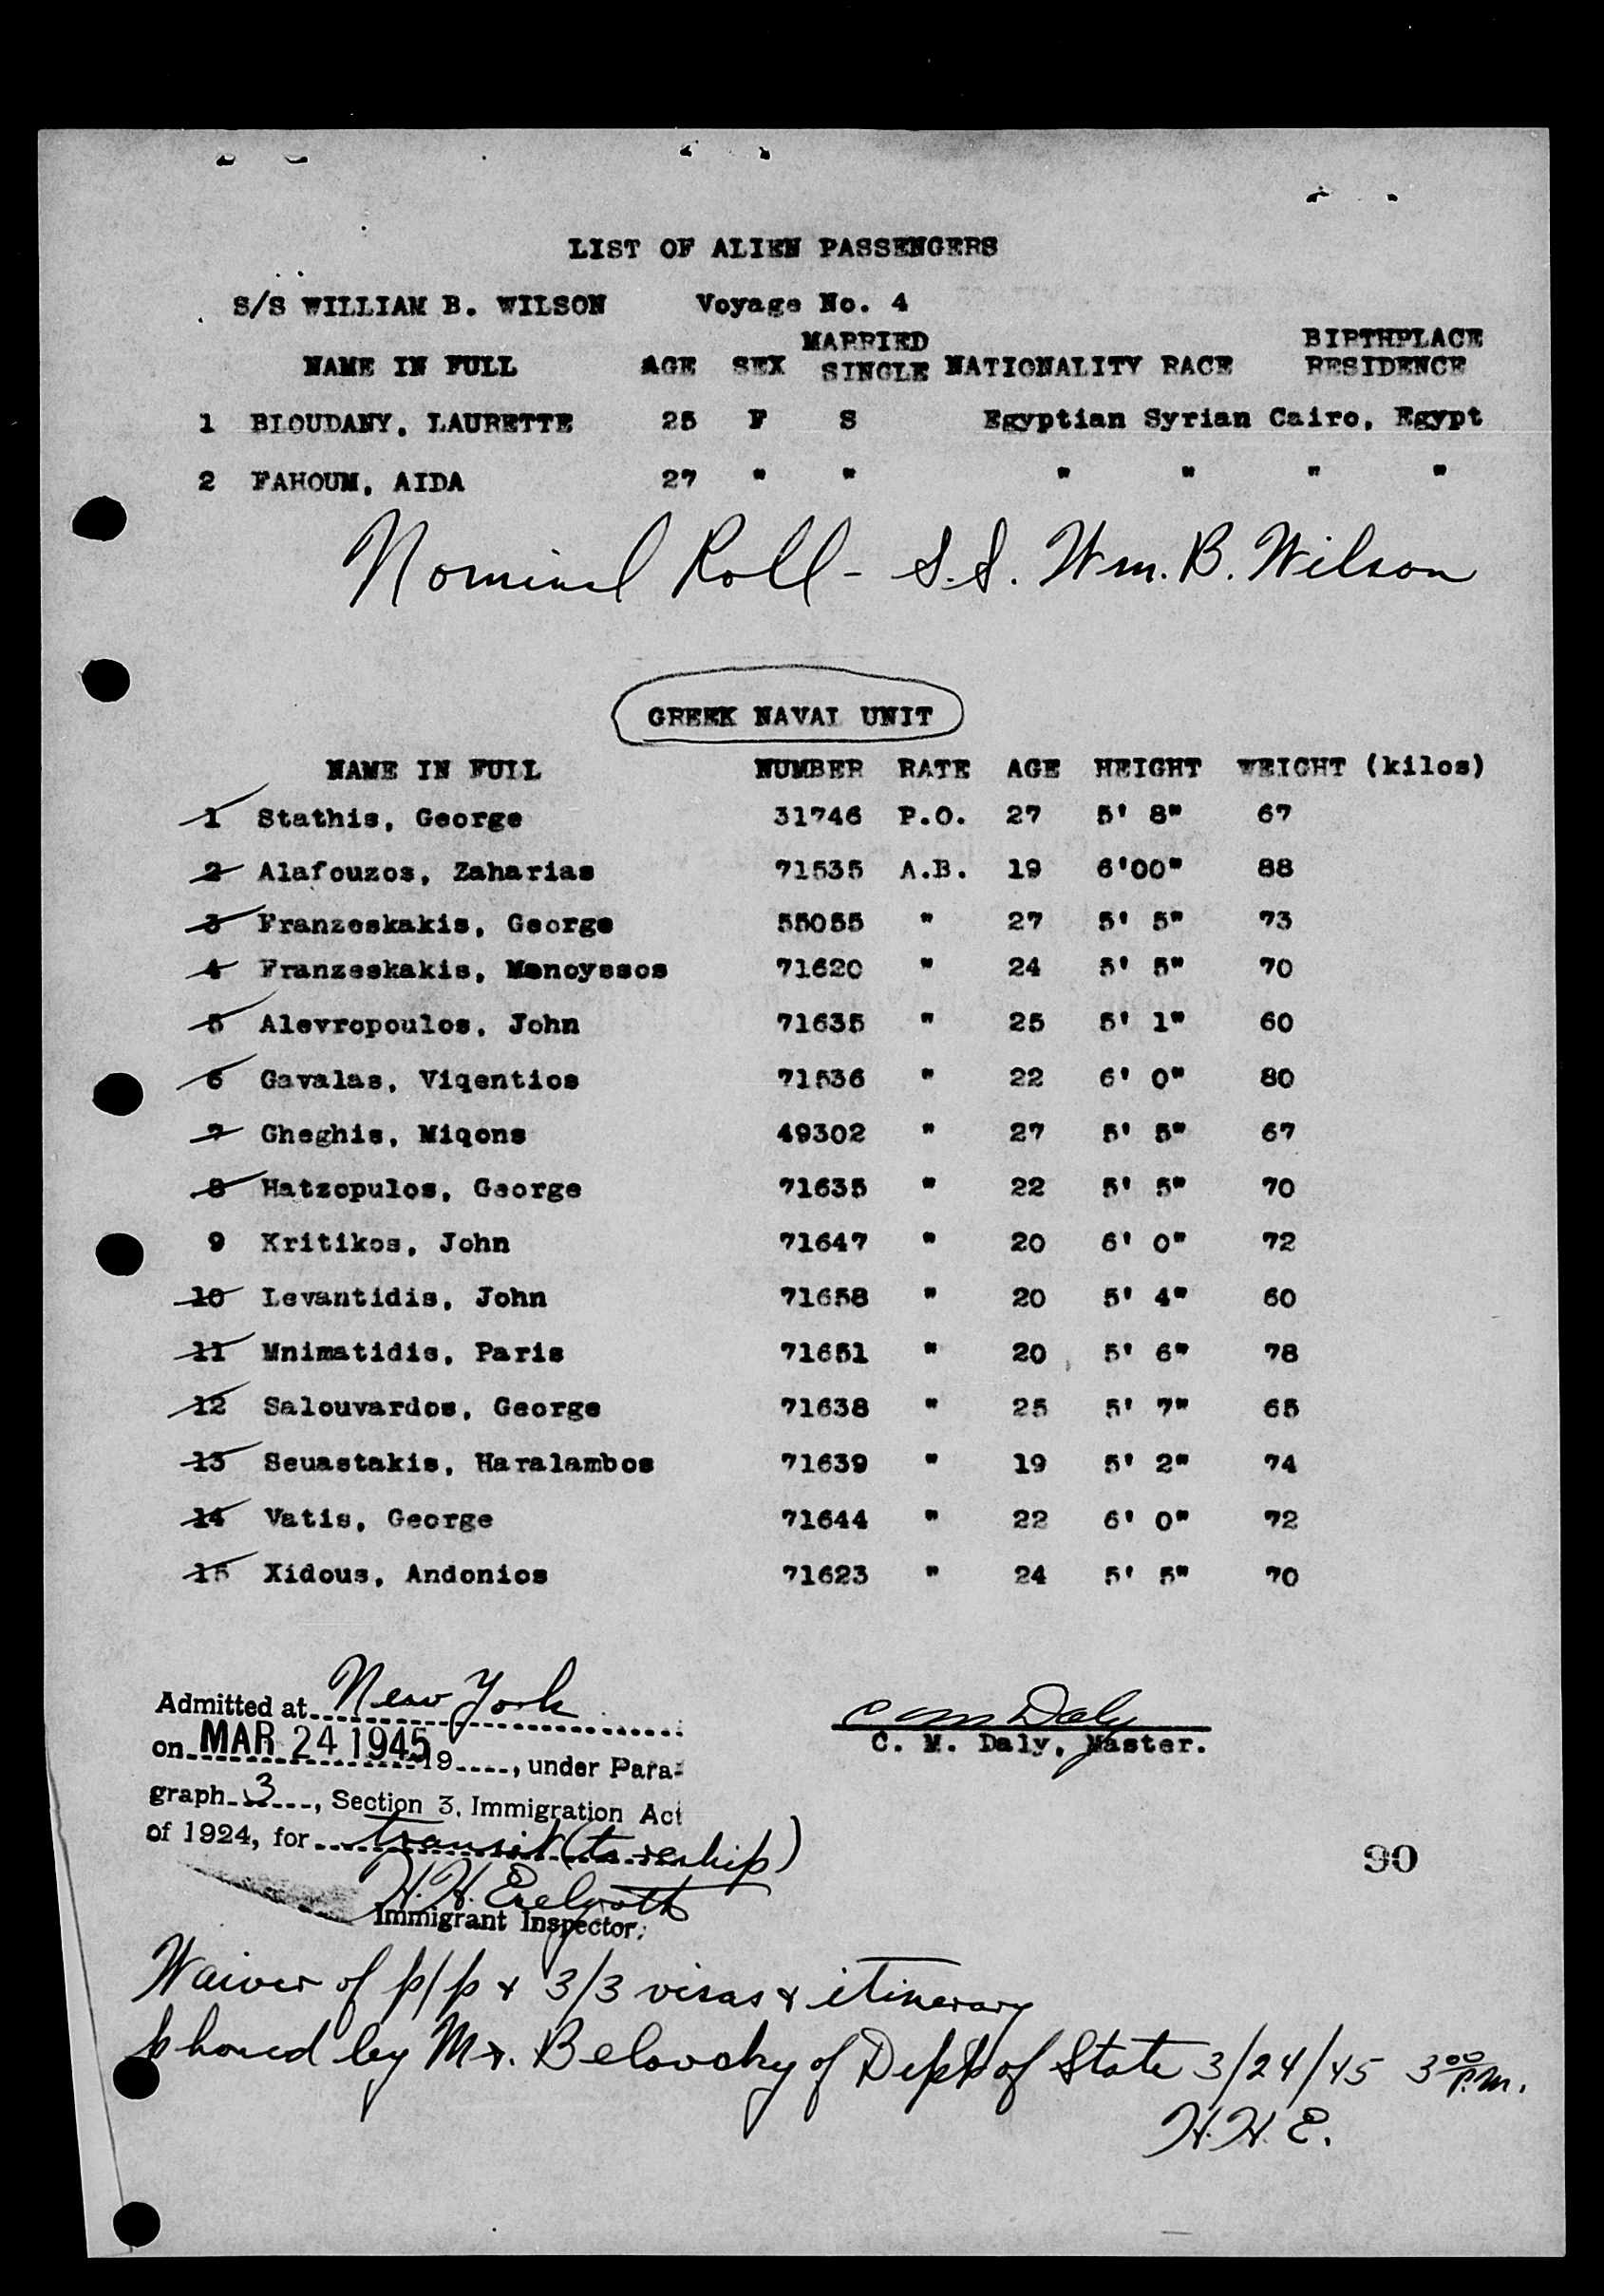 LIST OF ALIEN PASSENGERS
S/S WILLIAM B. WILSON Voyage No. 4
NAME IN FULL AGE SEX MARRIED SINGLE NATIONALITY RACE BIRTHPLACE RESIDENCE
1 BLOUDANY, LAURETTE 25 F S Egyptian Syrian Cairo, Egypt
2 FAHOUM, AIDA 27 " " " " " "
Nominal Roll - S.S. Wm. B. Wilson
GREEK NAVAL UNIT
NAME IN FULL NUMBER RATE AGE HEIGHT WEIGHT (kilos)
1 Stathis, George 31746 P.O. 27 5' 8" 67
2 Alafouzos, Zaharias 71535 A.B. 19 6'00" 88
3 Franzeskakis, George 55055 " 27 5' 5" 73
4 Franzeskakis, Menoyssos 71620 " 24 5' 5" 70
5 Alevropoulos, John 71635 " 25 5' 1" 60
6 Gavalas, Viqentios 71536 " 22 6' 0" 80
7 Gheghis, Miqons 49302 " 27 5' 5" 67
8 Hatzopulos, George 71635 " 22 5' 5" 70
9 Kritikos, John 71647 " 20 6' 0" 72
10 Levantidis, John 71658 " 20 5' 4" 60
11 Mnimatidis, Paris 71651 " 20 5' 6" 78
12 Salouvardos, George 71638 " 25 5' 7" 65
13 Seuastakis, Haralambos 71639 " 19 5' 2" 74
14 Vatis, George 71644 " 22 6' 0" 72
15 Xidous, Andonios 71623 " 24 5' 5" 70
Admitted at New York
on MAR 24 1945 19, under Para-
graph 3, Section 3, Immigration Act
of 1924, for transit (to reship)
H.H.
Immigrant Inspector.
C M Daly
C. M. Daly, Master.
90
Waiver of p/p & 3/3 visas & itinerary
phoned by Mr. Belovsky of Dept of State 3/24/45 3 00 P.M.
H.H.E.